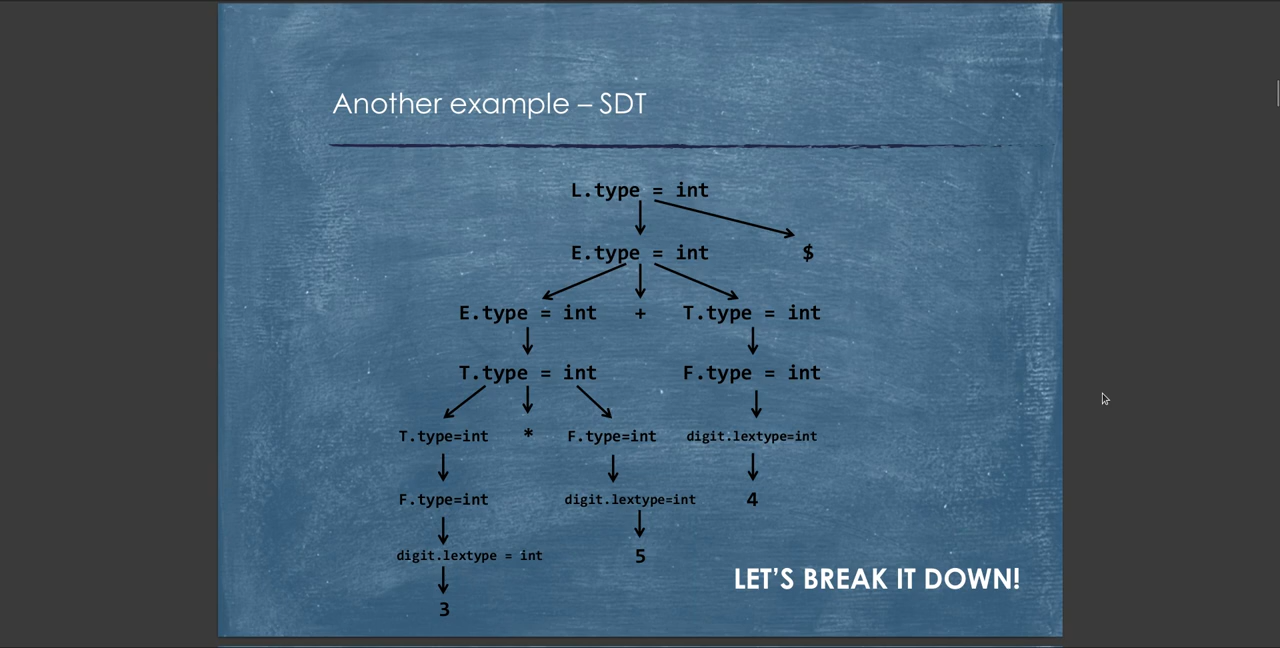 Another example – SDT
L.type = int
E.type = int $
E.type = int + T.type = int
T.type = int F.type = int
T.type=int * F.type=int digit.lextype=int
F.type=int digit.lextype=int 4
digit.lextype = int 5
LET’S BREAK IT DOWN!
3